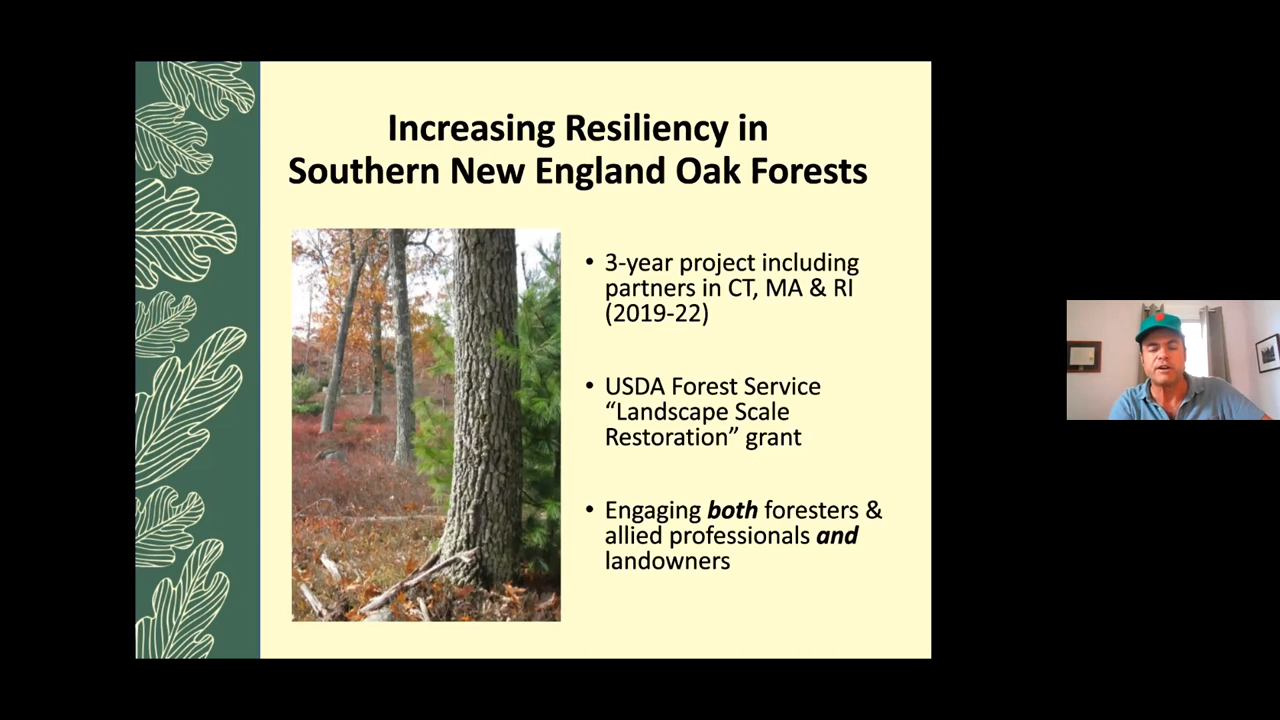 Increasing Resiliency in
Southern New England Oak Forests
• 3-year project including
partners in CT, MA & RI
(2019-22)
• USDA Forest Service
“Landscape Scale
Restoration” grant
• Engaging both foresters &
allied professionals and
landowners